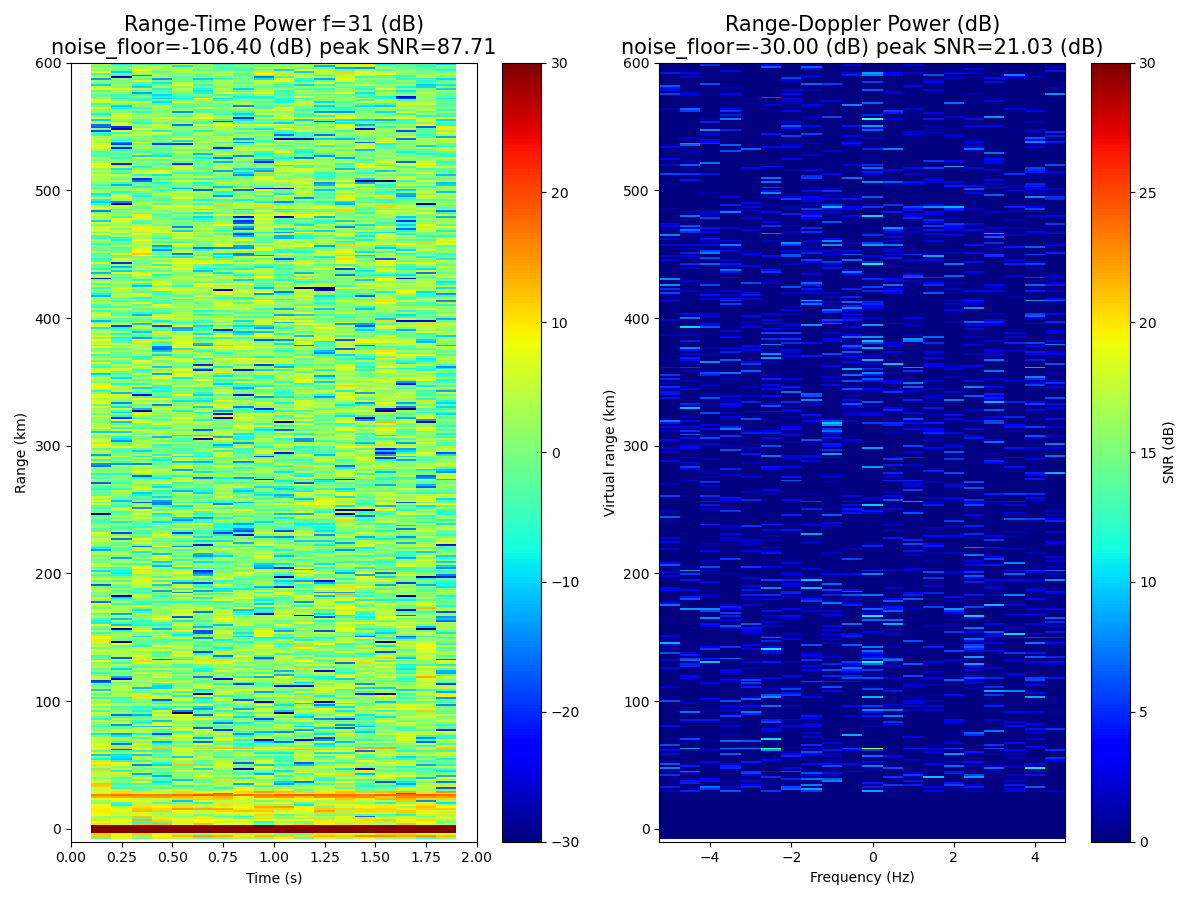 Range-Time Power f=31 (dB)
noise_floor=-106.40 (dB) peak SNR=87.71
Range (km)
600
500
400
300
200
100
0
0.00 0.25 0.50 0.75 1.00 1.25 1.50 1.75 2.00
Time (s)
30
20
10
0
−10
−20
−30
Range-Doppler Power (dB)
noise_floor=-30.00 (dB) peak SNR=21.03 (dB)
Virtual range (km)
600
500
400
300
200
100
0
−4 −2 0 2 4
Frequency (Hz)
30
25
20
15
10
5
0
SNR (dB)